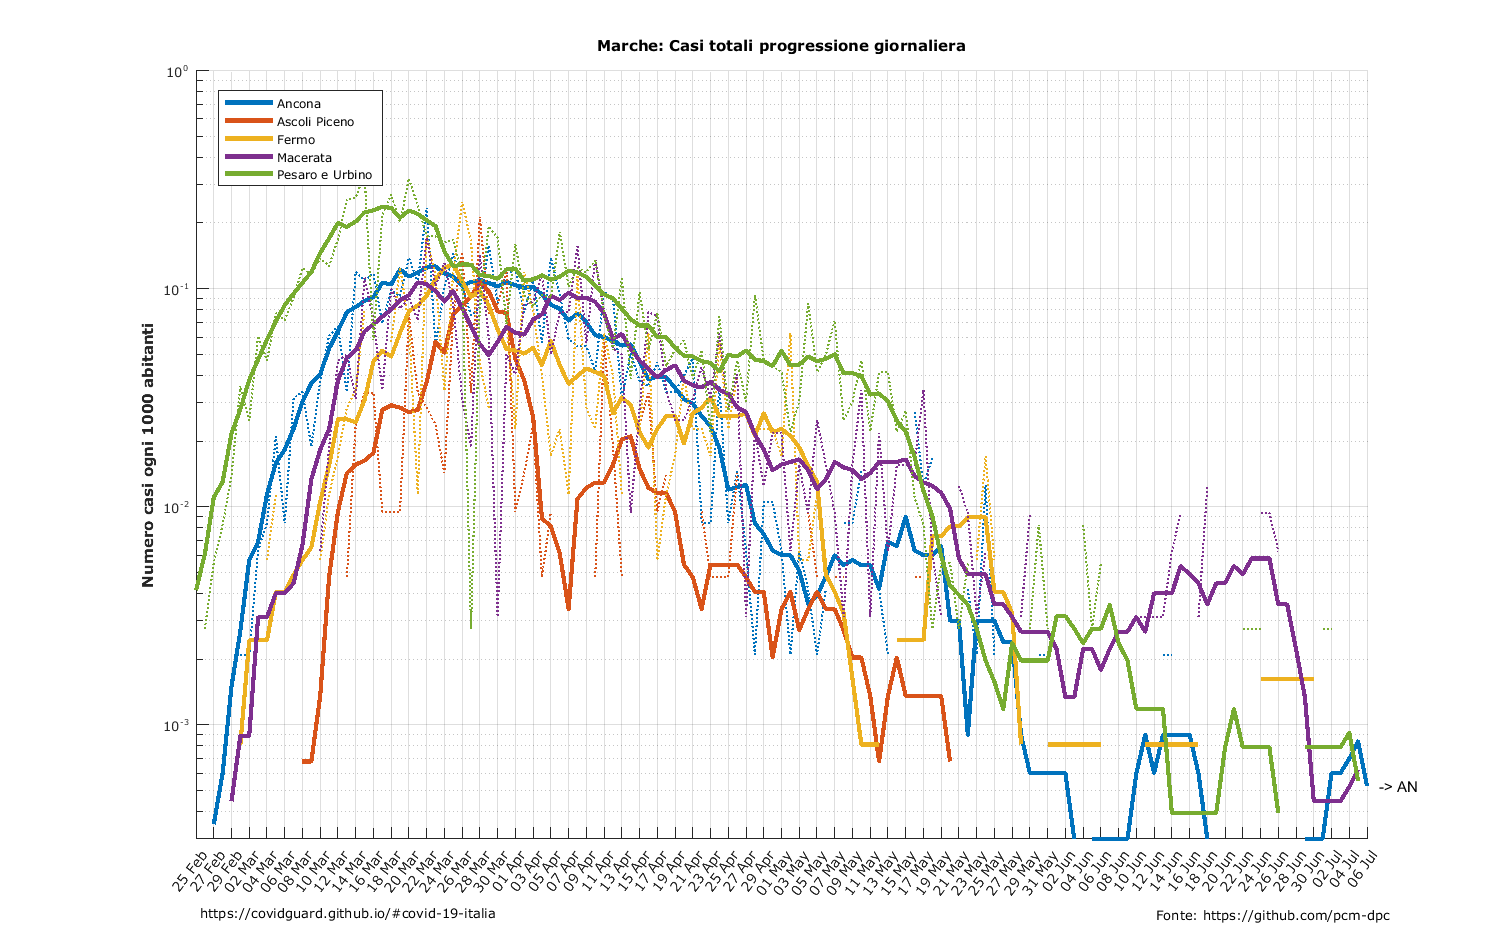 Marche: Casi totali progressione giornaliera
10^0
10^-1
10^-2
10^-3
Numero casi ogni 1000 abitanti
Ancona
Ascoli Piceno
Fermo
Macerata
Pesaro e Urbino
-> AN
25 Feb
27 Feb
29 Feb
02 Mar
04 Mar
06 Mar
08 Mar
10 Mar
12 Mar
14 Mar
16 Mar
18 Mar
20 Mar
22 Mar
24 Mar
26 Mar
28 Mar
30 Mar
01 Apr
03 Apr
05 Apr
07 Apr
09 Apr
11 Apr
13 Apr
15 Apr
17 Apr
19 Apr
21 Apr
23 Apr
25 Apr
27 Apr
29 Apr
01 May
03 May
05 May
07 May
09 May
11 May
13 May
15 May
17 May
19 May
21 May
23 May
25 May
27 May
29 May
31 May
02 Jun
04 Jun
06 Jun
08 Jun
10 Jun
12 Jun
14 Jun
16 Jun
18 Jun
20 Jun
22 Jun
24 Jun
26 Jun
28 Jun
30 Jun
02 Jul
04 Jul
06 Jul
https://covidguard.github.io/#covid-19-italia
Fonte: https://github.com/pcm-dpc